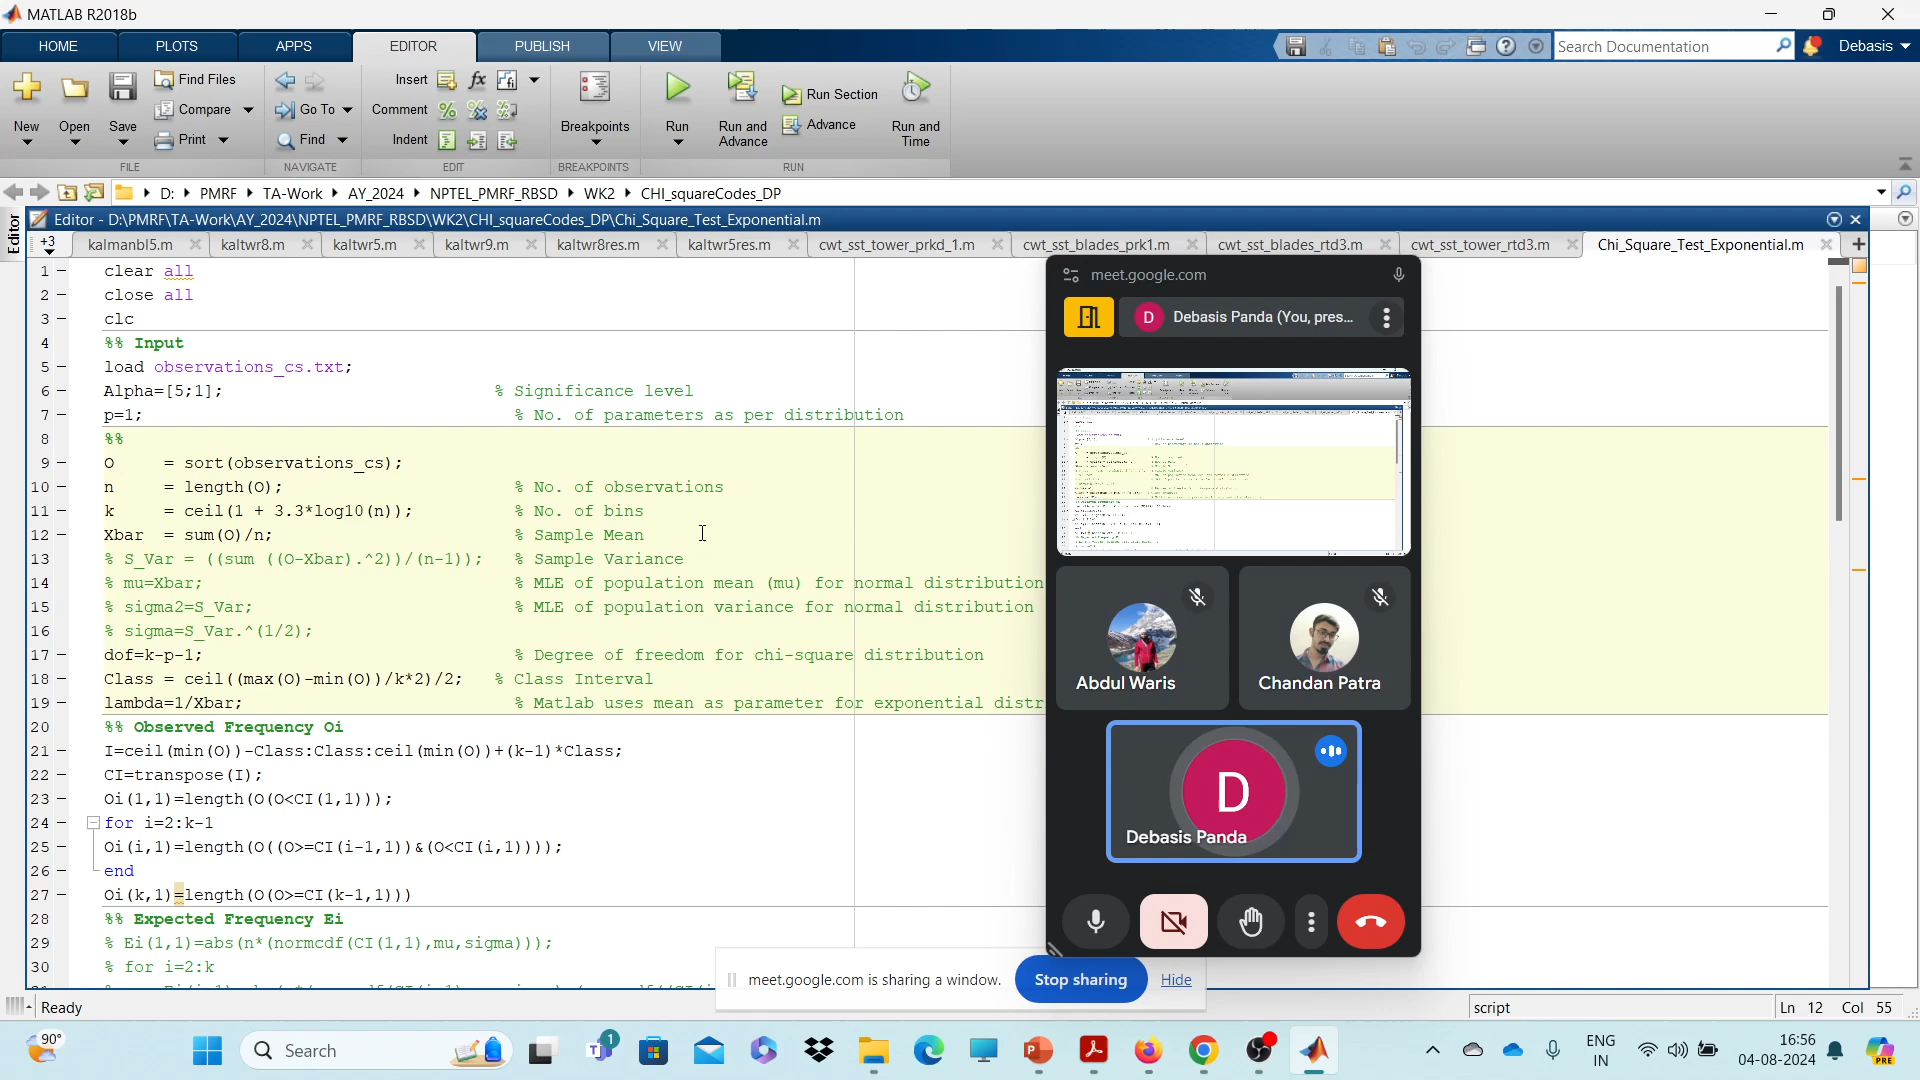 MATLAB R2018b
HOME PLOTS APPS EDITOR PUBLISH VIEW
Search Documentation
Debasis
New
Open
Save
Find Files
Compare
Print
FILE
Go To
Find
NAVIGATE
Insert
Comment
Indent
EDIT
Breakpoints
BREAKPOINTS
Run
Run and Advance
Run Section
Advance
Run and Time
RUN
D: PMRF TA-Work AY_2024 NPTEL_PMRF_RBSD WK2 CHI_squareCodes_DP
Editor
Editor - D:\PMRF\TA-Work\AY_2024\NPTEL_PMRF_RBSD\WK2\CHI_squareCodes_DP\Chi_Square_Test_Exponential.m
+3 kalmanbl5.m kaltwr8.m kaltwr5.m kaltwr9.m kaltwr8res.m kaltwr5res.m cwt_sst_tower_prkd_1.m cwt_sst_blades_prk1.m cwt_sst_blades_rtd3.m cwt_sst_tower_rtd3.m Chi_Square_Test_Exponential.m
1 clear all
2 close all
3 clc
4 %% Input
5 load observations_cs.txt;
6 Alpha=[5;1]; % Significance level
7 p=1; % No. of parameters as per distribution
8 %%
9 O = sort(observations_cs);
10 n = length(O); % No. of observations
11 k = ceil(1 + 3.3*log10(n)); % No. of bins
12 Xbar = sum(O)/n; % Sample Mean
13 % S_Var = ((sum ((O-Xbar).^2))/(n-1)); % Sample Variance
14 % mu=Xbar; % MLE of population mean (mu) for normal distribution
15 % sigma2=S_Var; % MLE of population variance for normal distribution
16 % sigma=S_Var.^(1/2);
17 dof=k-p-1; % Degree of freedom for chi-square distribution
18 Class = ceil((max(O)-min(O))/k*2)/2; % Class Interval
19 lambda=1/Xbar; % Matlab uses mean as parameter for exponential distr
20 %% Observed Frequency Oi
21 I=ceil(min(O))-Class:Class:ceil(min(O))+(k-1)*Class;
22 CI=transpose(I);
23 Oi(1,1)=length(O(O<CI(1,1)));
24 for i=2:k-1
25 Oi(i,1)=length(O((O>=CI(i-1,1))&(O<CI(i,1))));
26 end
27 Oi(k,1)=length(O(O>=CI(k-1,1)))
28 %% Expected Frequency Ei
29 % Ei(1,1)=abs(n*(normcdf(CI(1,1),mu,sigma)));
30 % for i=2:k
meet.google.com
D Debasis Panda (You, pres...
Abdul Waris
Chandan Patra
D
Debasis Panda
meet.google.com is sharing a window.
Stop sharing
Hide
Ready
script
Ln 12 Col 55
90°
Search
1
ENG
IN
16:56
04-08-2024
PRE